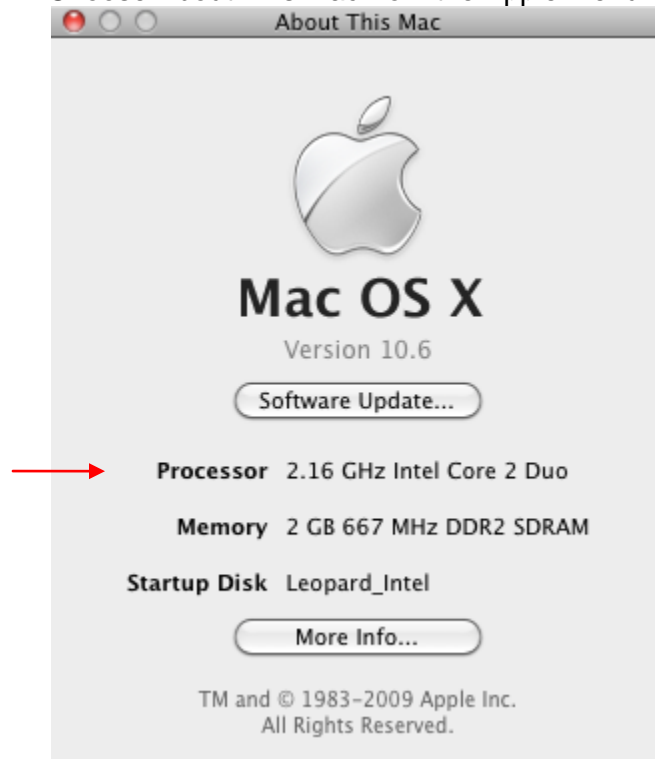 About This Mac
Mac OS X
Version 10.6
Software Update...
Processor 2.16 GHz Intel Core 2 Duo
Memory 2 GB 667 MHz DDR2 SDRAM
Startup Disk Leopard_Intel
More Info...
TM and © 1983–2009 Apple Inc.
All Rights Reserved.